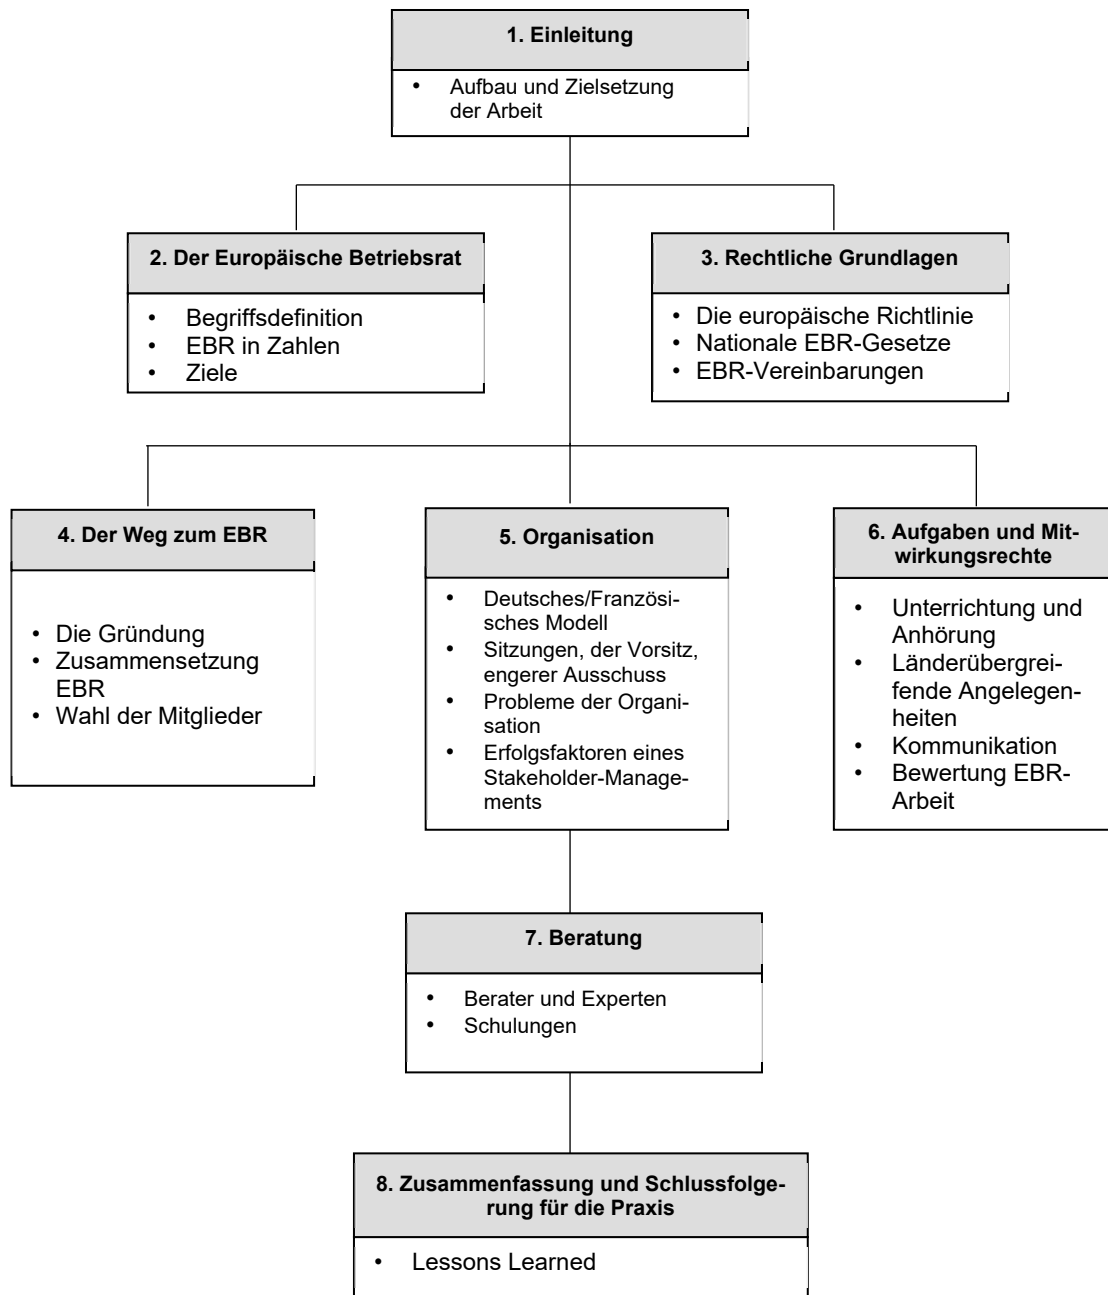 1. Einleitung
• Aufbau und Zielsetzung
der Arbeit
2. Der Europäische Betriebsrat
• Begriffsdefinition
• EBR in Zahlen
• Ziele
3. Rechtliche Grundlagen
• Die europäische Richtlinie
• Nationale EBR-Gesetze
• EBR-Vereinbarungen
4. Der Weg zum EBR
• Die Gründung
• Zusammensetzung
EBR
• Wahl der Mitglieder
5. Organisation
• Deutsches/Französi-
sches Modell
• Sitzungen, der Vorsitz,
engerer Ausschuss
• Probleme der Organi-
sation
• Erfolgsfaktoren eines
Stakeholder-Manage-
ments
6. Aufgaben und Mit-
wirkungsrechte
• Unterrichtung und
Anhörung
• Länderübergrei-
fende Angelegen-
heiten
• Kommunikation
• Bewertung EBR-
Arbeit
7. Beratung
• Berater und Experten
• Schulungen
8. Zusammenfassung und Schlussfolge-
rung für die Praxis
• Lessons Learned